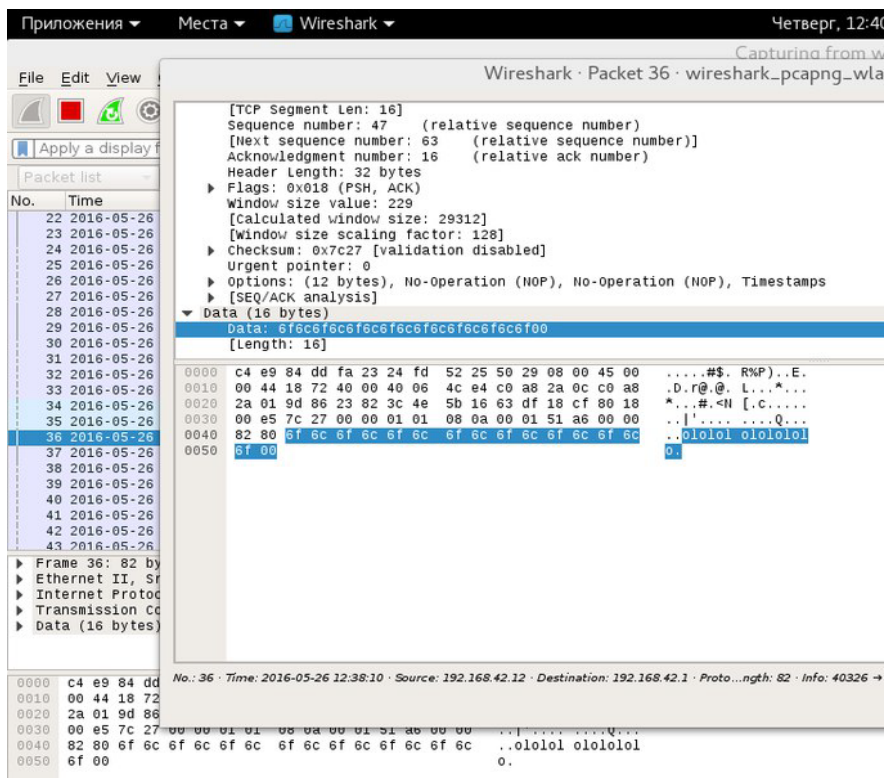 Приложения Места Wireshark Четверг, 12:40
Capturing from w
File Edit View
Wireshark · Packet 36 · wireshark_pcapng_wla
Apply a display f
Packet list
No. Time
22 2016-05-26
23 2016-05-26
24 2016-05-26
25 2016-05-26
26 2016-05-26
27 2016-05-26
28 2016-05-26
29 2016-05-26
30 2016-05-26
31 2016-05-26
32 2016-05-26
33 2016-05-26
34 2016-05-26
35 2016-05-26
36 2016-05-26
37 2016-05-26
38 2016-05-26
39 2016-05-26
40 2016-05-26
41 2016-05-26
42 2016-05-26
43 2016-05-26
[TCP Segment Len: 16]
Sequence number: 47 (relative sequence number)
[Next sequence number: 63 (relative sequence number)]
Acknowledgment number: 16 (relative ack number)
Header Length: 32 bytes
Flags: 0x018 (PSH, ACK)
Window size value: 229
[Calculated window size: 29312]
[Window size scaling factor: 128]
Checksum: 0x7c27 [validation disabled]
Urgent pointer: 0
Options: (12 bytes), No-Operation (NOP), No-Operation (NOP), Timestamps
[SEQ/ACK analysis]
Data (16 bytes)
Data: 6f6c6f6c6f6c6f6c6f6c6f6c6f6c6f00
[Length: 16]
0000 c4 e9 84 dd fa 23 24 fd 52 25 50 29 08 00 45 00 .....#$. R%P)..E.
0010 00 44 18 72 40 00 40 06 4c e4 c0 a8 2a 0c c0 a8 .D.r@.@. L...*...
0020 2a 01 9d 86 23 82 3c 4e 5b 16 63 df 18 cf 80 18 *...#.<N [.c.....
0030 00 e5 7c 27 00 00 01 01 08 0a 00 01 51 a6 00 00 ..|'.... ....Q...
0040 82 80 6f 6c 6f 6c 6f 6c 6f 6c 6f 6c 6f 6c 6f 6c ..ololol olololol
0050 6f 00 o.
Frame 36: 82 by
Ethernet II, Sr
Internet Protoc
Transmission Co
Data (16 bytes)
No.: 36 · Time: 2016-05-26 12:38:10 · Source: 192.168.42.12 · Destination: 192.168.42.1 · Proto...ngth: 82 · Info: 40326 →
0000 c4 e9 84 dd
0010 00 44 18 72
0020 2a 01 9d 86
0030 00 e5 7c 27 00 00 01 01 08 0a 00 01 51 a6 00 00 ..|'.... ....Q...
0040 82 80 6f 6c 6f 6c 6f 6c 6f 6c 6f 6c 6f 6c 6f 6c ..ololol olololol
0050 6f 00 o.